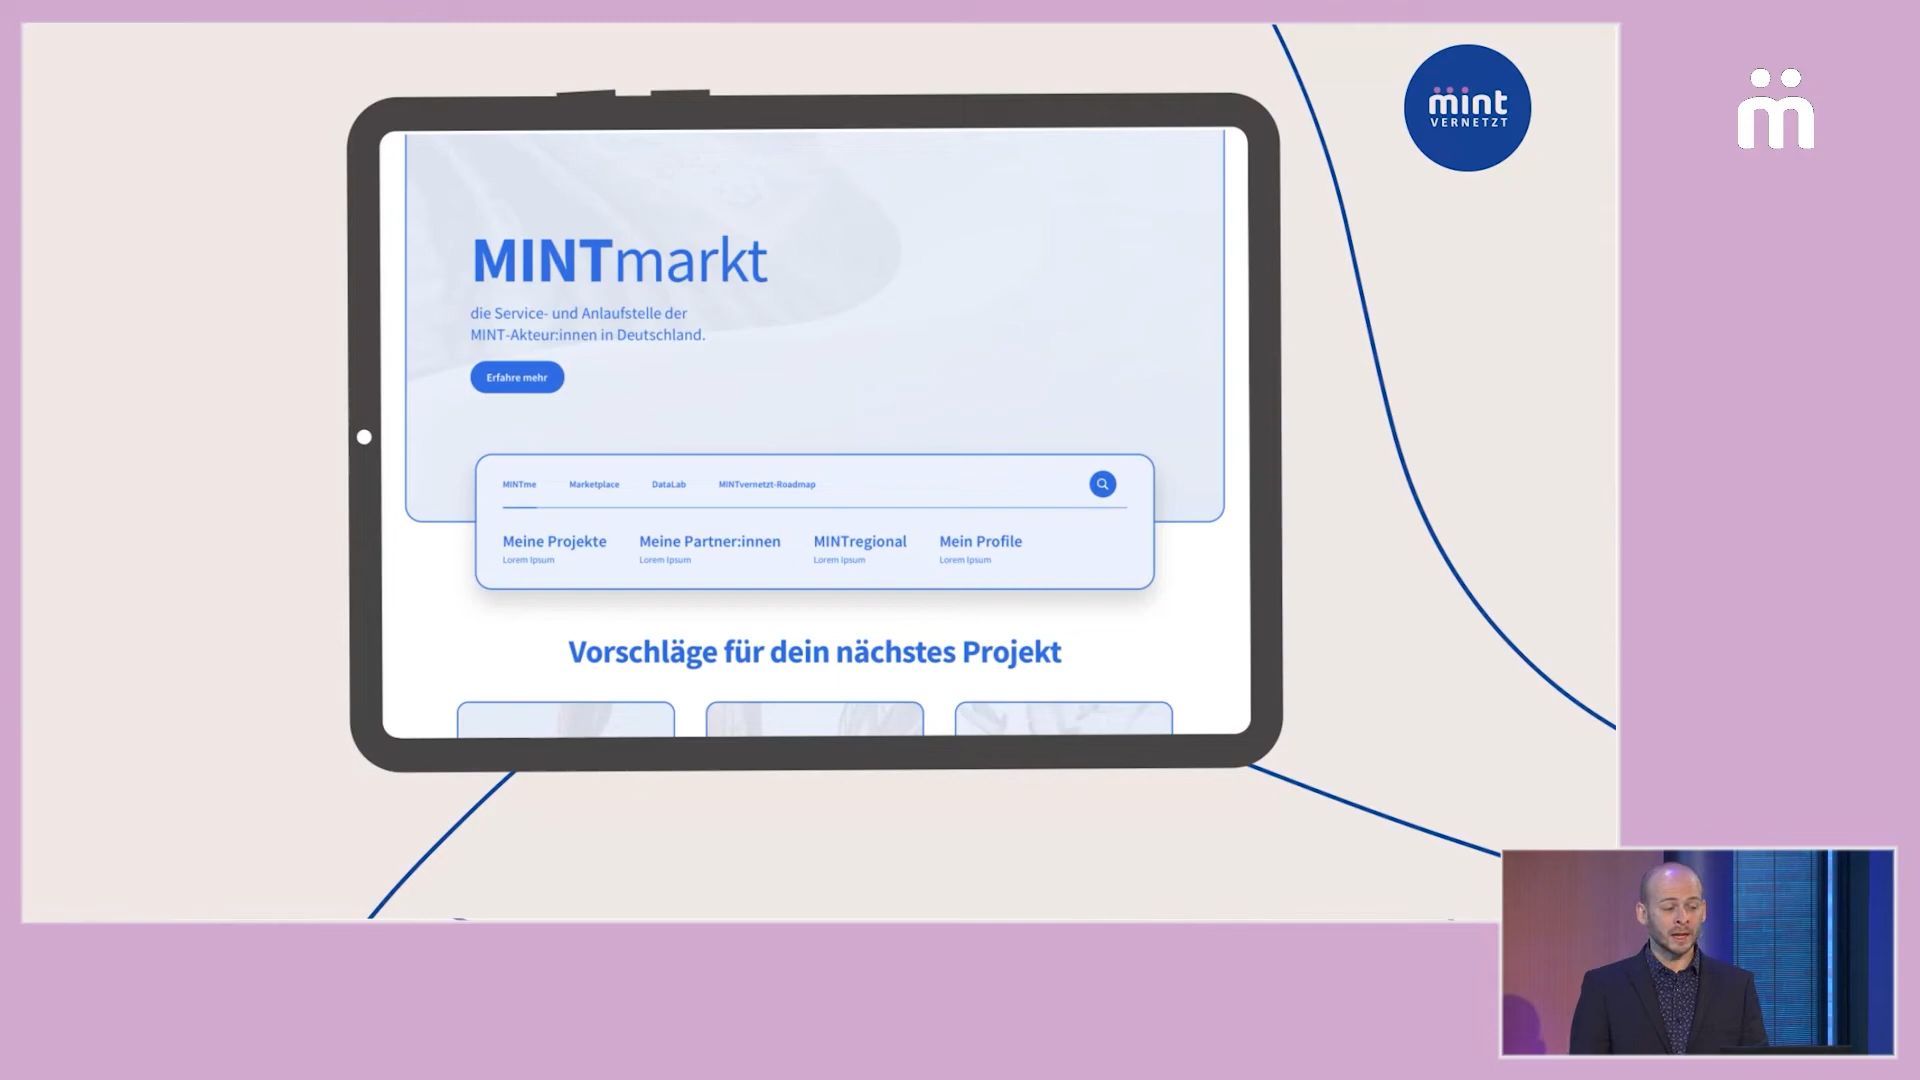 mint
VERNETZT
m
MINTmarkt
die Service- und Anlaufstelle der
MINT-Akteur:innen in Deutschland.
Erfahre mehr
MINTme Marketplace DataLab MINTvernetzt-Roadmap
Meine Projekte Meine Partner:innen MINTregional Mein Profile
Lorem Ipsum Lorem Ipsum Lorem Ipsum Lorem Ipsum
Vorschläge für dein nächstes Projekt